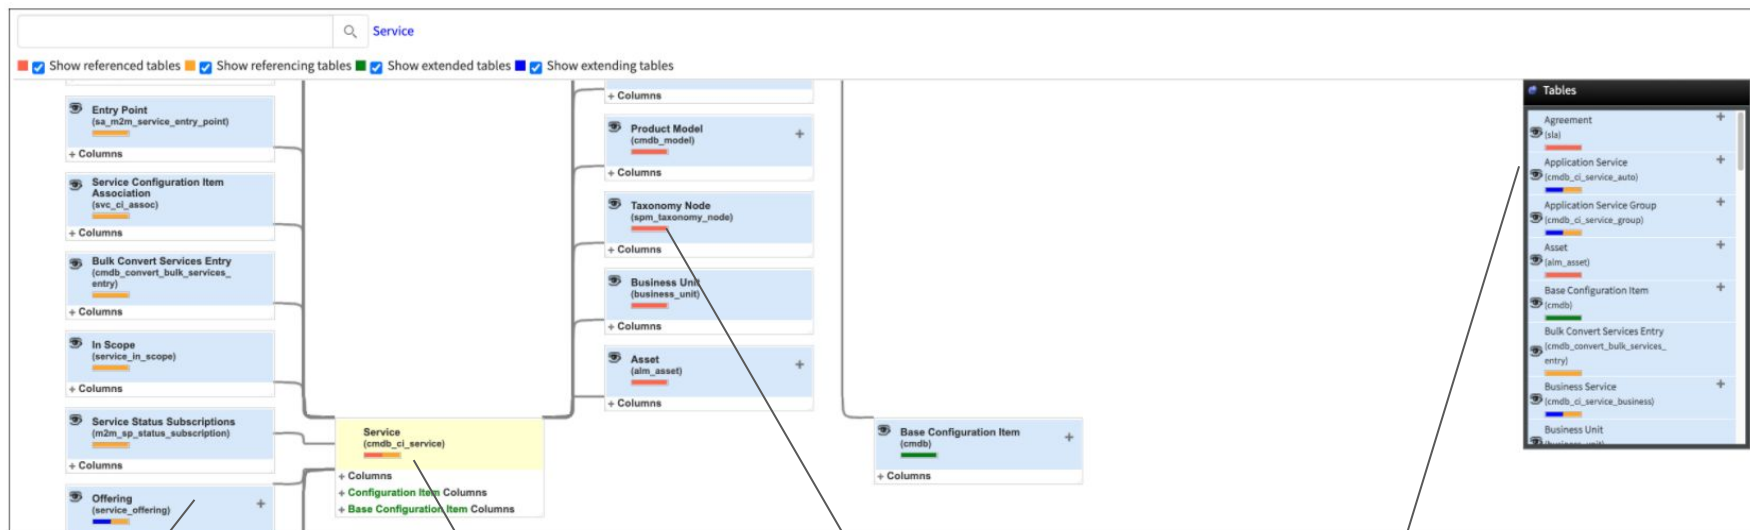 Service
Show referenced tables Show referencing tables Show extended tables Show extending tables
Entry Point
(sa_m2m_service_entry_point)
+ Columns
Service Configuration Item
Association
(svc_ci_assoc)
+ Columns
Bulk Convert Services Entry
(cmdb_convert_bulk_services_
entry)
+ Columns
In Scope
(service_in_scope)
+ Columns
Service Status Subscriptions
(m2m_sp_status_subscription)
+ Columns
Offering +
(service_offering)
Service
(cmdb_ci_service)
+ Columns
+ Configuration Item Columns
+ Base Configuration Item Columns
+ Columns
Product Model +
(cmdb_model)
+ Columns
Taxonomy Node
(spm_taxonomy_node)
+ Columns
Business Unit
(business_unit)
+ Columns
Asset +
(alm_asset)
+ Columns
Base Configuration Item +
(cmdb)
+ Columns
Tables
Agreement +
(sla)
Application Service +
(cmdb_ci_service_auto)
Application Service Group +
(cmdb_ci_service_group)
Asset +
(alm_asset)
Base Configuration Item +
(cmdb)
Bulk Convert Services Entry
(cmdb_convert_bulk_services_
entry)
Business Service +
(cmdb_ci_service_business)
Business Unit
(business_unit)